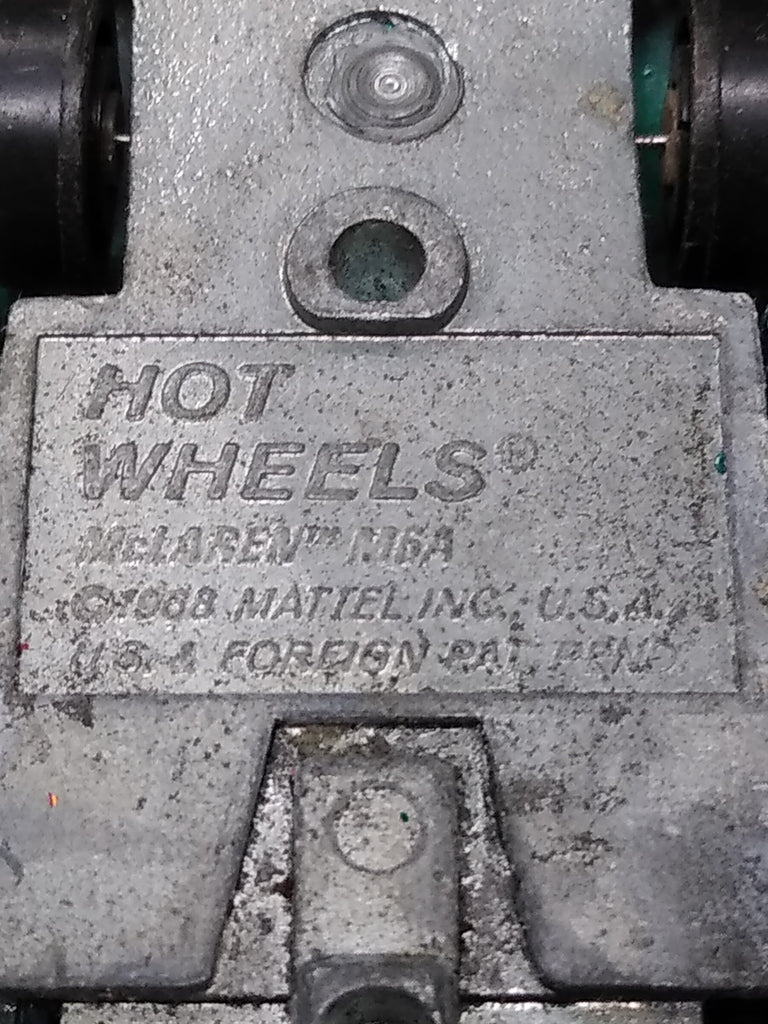 HOT
WHEELS®
McLAREN™ M6A
©1968 MATTEL, INC., U.S.A.
U.S. & FOREIGN PAT. PEND.